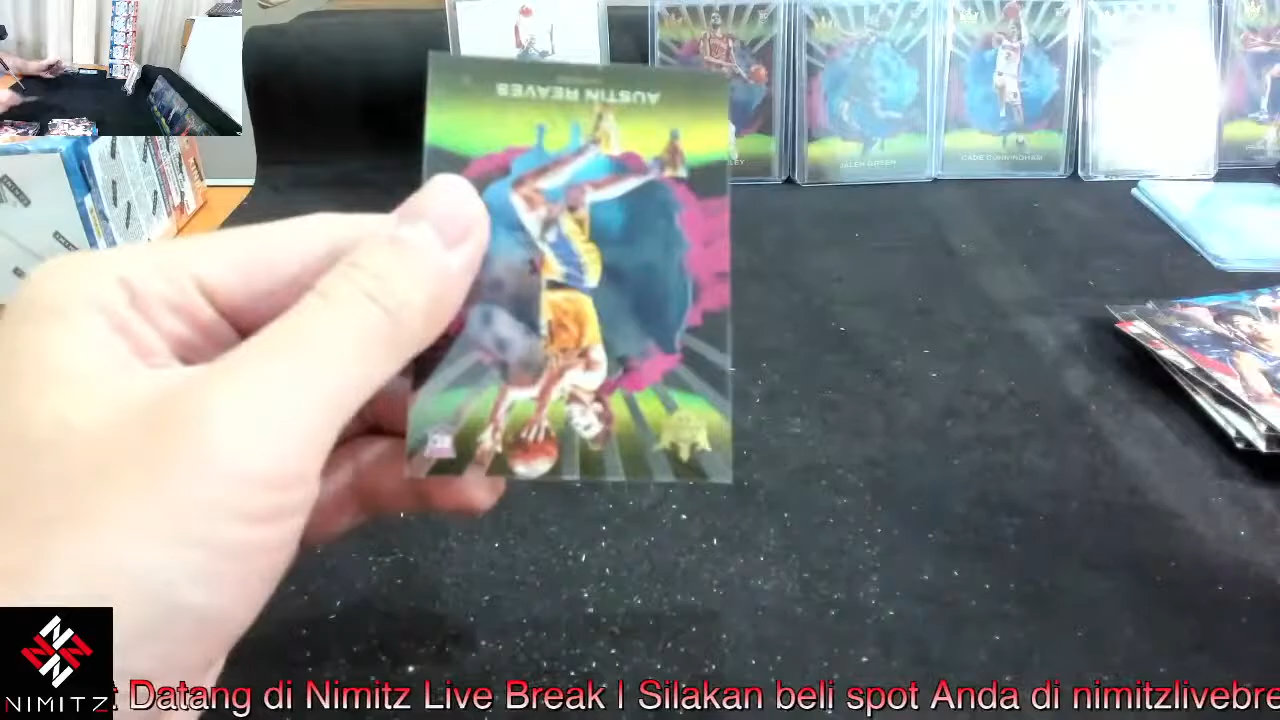 AUSTIN REAVES
JALEN GREEN
CADE CUNNINGHAM
NIMITZ
Datang di Nimitz Live Break | Silakan beli spot Anda di nimitzlivebre